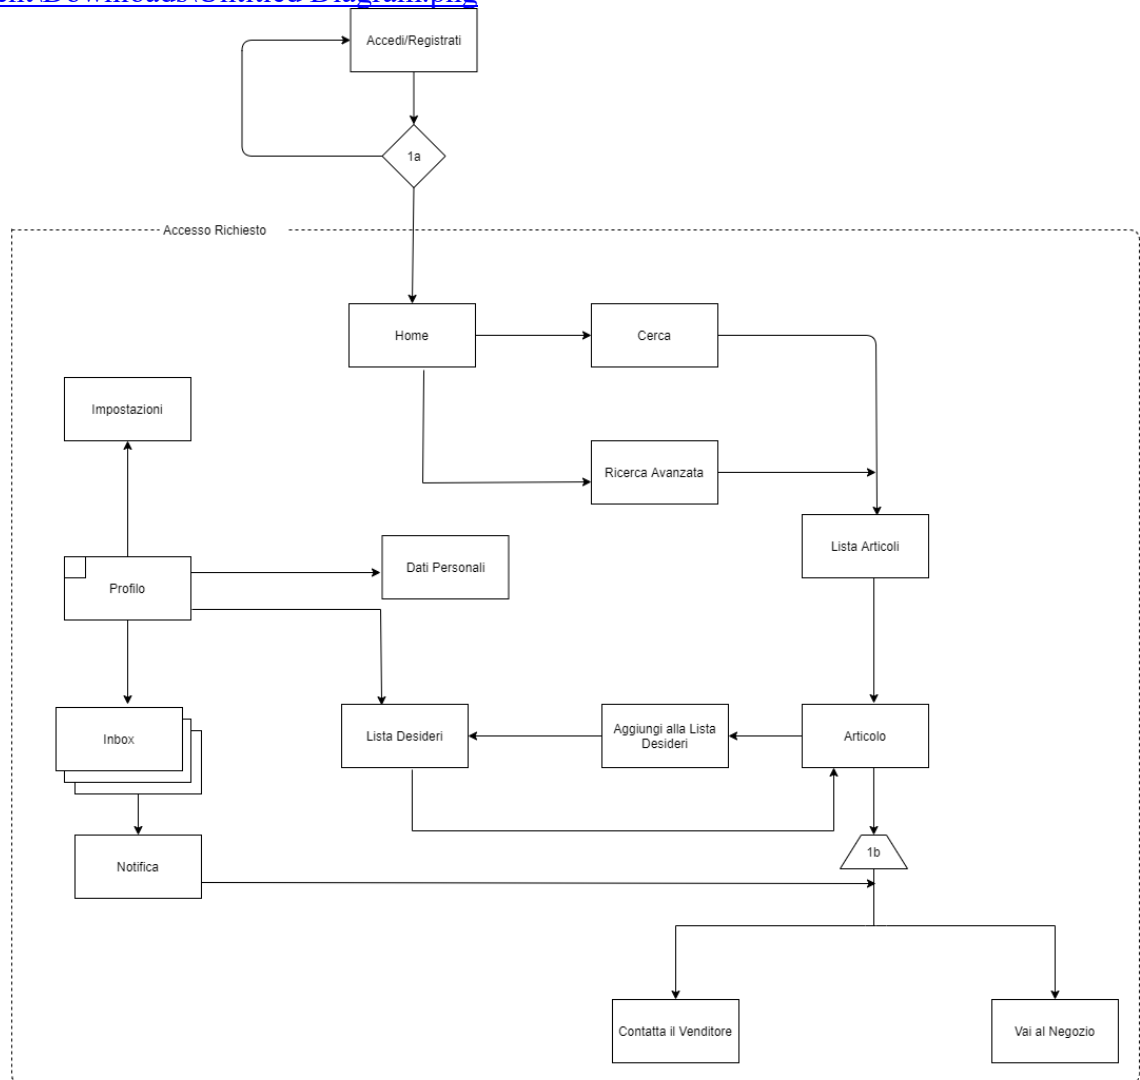 Accedi/Registrati
1a
Accesso Richiesto
Home
Cerca
Impostazioni
Ricerca Avanzata
Lista Articoli
Dati Personali
Profilo
Inbox
Lista Desideri
Aggiungi alla Lista
Desideri
Articolo
1b
Notifica
Contatta il Venditore
Vai al Negozio